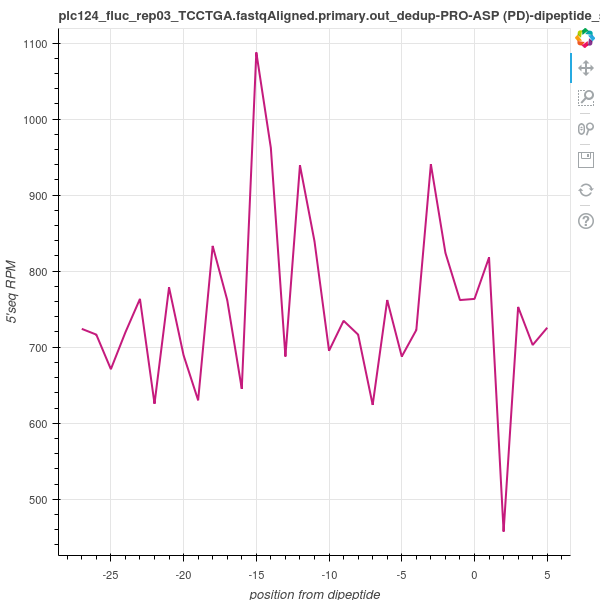 plc124_fluc_rep03_TCCTGA.fastqAligned.primary.out_dedup-PRO-ASP (PD)-dipeptide_
1100
1000
900
800
700
600
500
5'seq RPM
-25 -20 -15 -10 -5 0 5
position from dipeptide